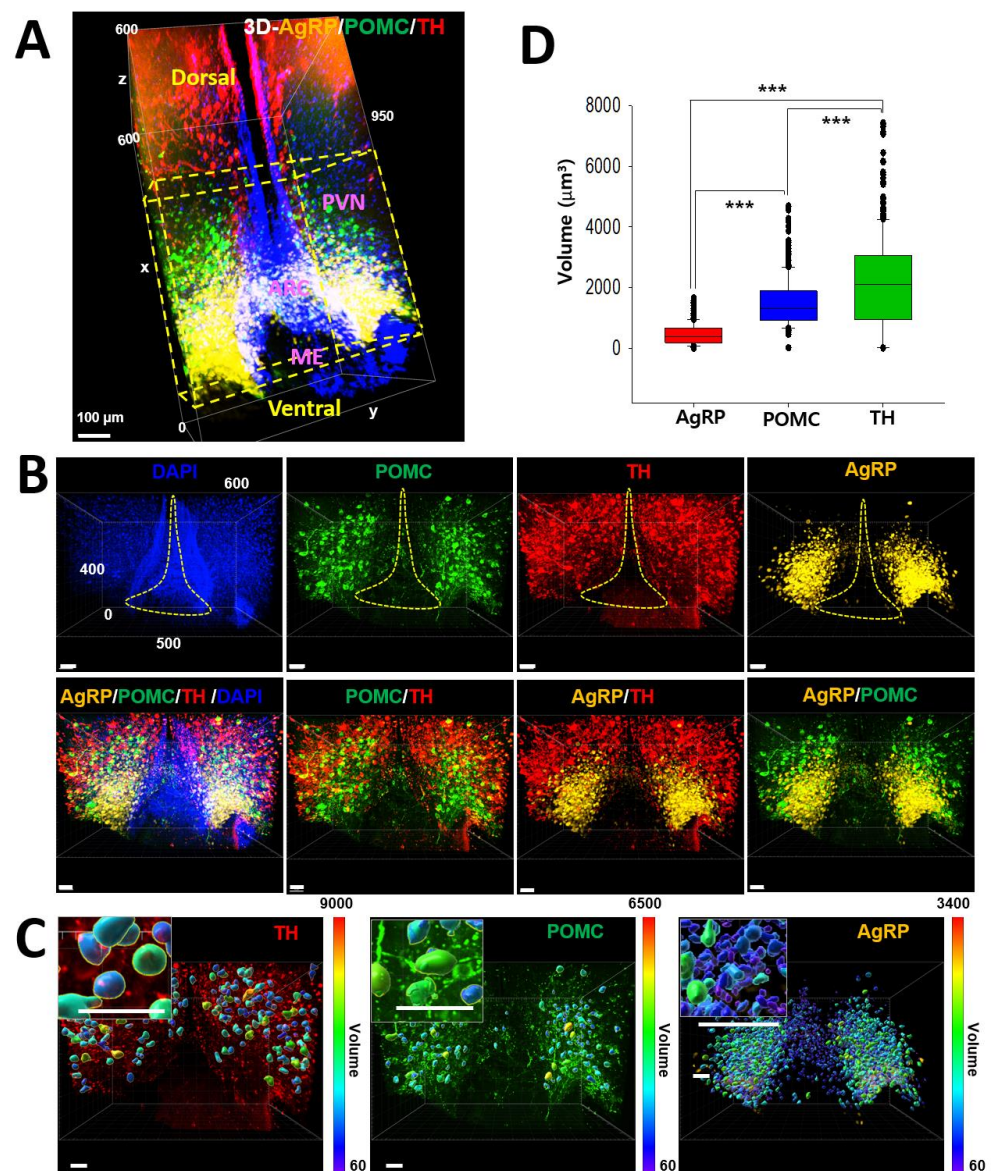 A
3D-AgRP/POMC/TH
600
z
Dorsal
950
600
PVN
x
ARC
ME
Ventral
y
0
100 µm
D
8000
6000
4000
2000
0
Volume (µm³)
***
***
***
AgRP POMC TH
B
DAPI
600
400
0
500
POMC
TH
AgRP
AgRP/POMC/TH /DAPI
POMC/TH
AgRP/TH
AgRP/POMC
C
TH
9000
Volume
60
POMC
6500
Volume
60
AgRP
3400
Volume
60